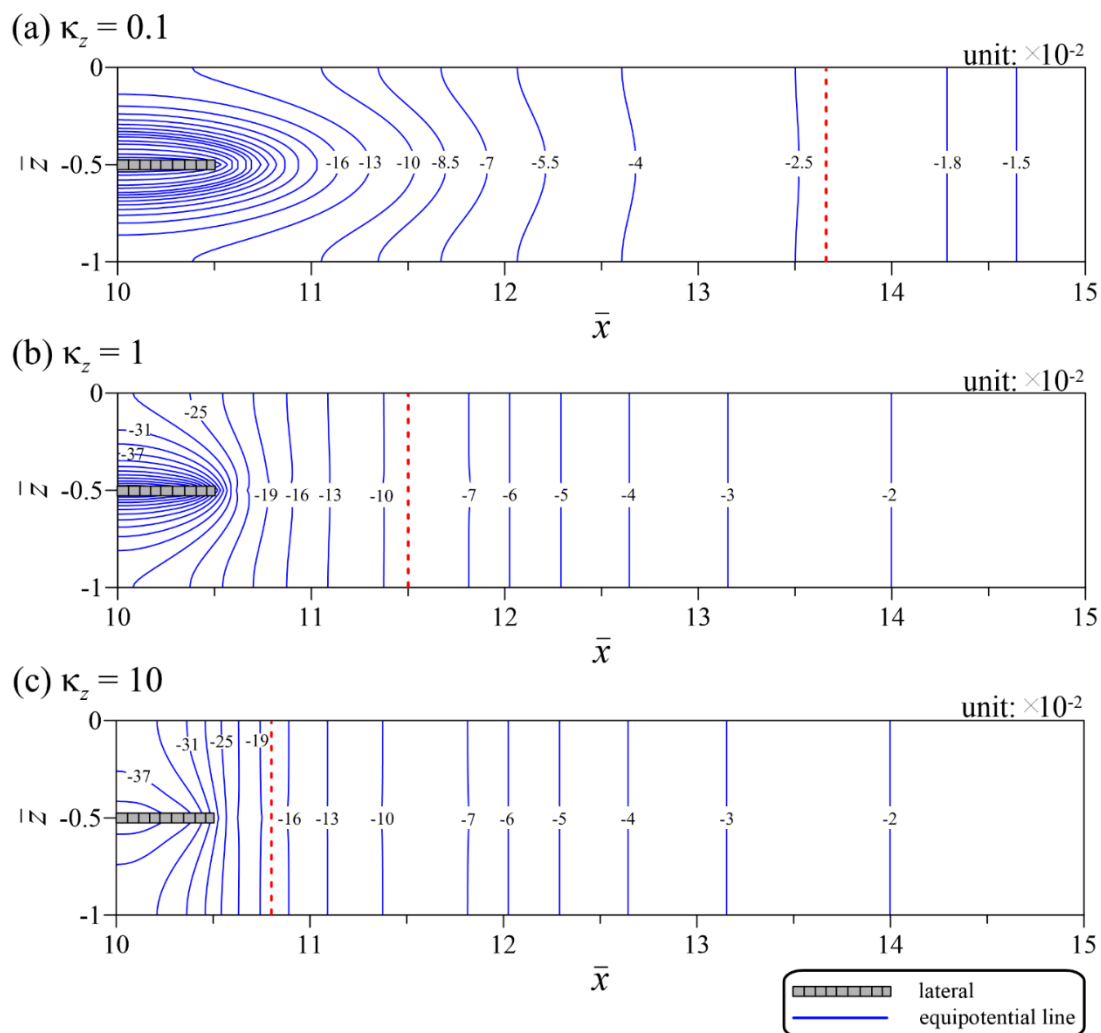 (a) κz = 0.1
unit: ×10-2
0
-0.5
-1
z̄
-16 -13 -10 -8.5 -7 -5.5 -4 -2.5 -1.8 -1.5
10 11 12 13 14 15
x̄
(b) κz = 1
unit: ×10-2
0
-0.5
-1
z̄
-25
-31
-37
-19 -16 -13 -10 -7 -6 -5 -4 -3 -2
10 11 12 13 14 15
x̄
(c) κz = 10
unit: ×10-2
0
-0.5
-1
z̄
-31 -25 -19
-37
-16 -13 -10 -7 -6 -5 -4 -3 -2
10 11 12 13 14 15
x̄
lateral
equipotential line